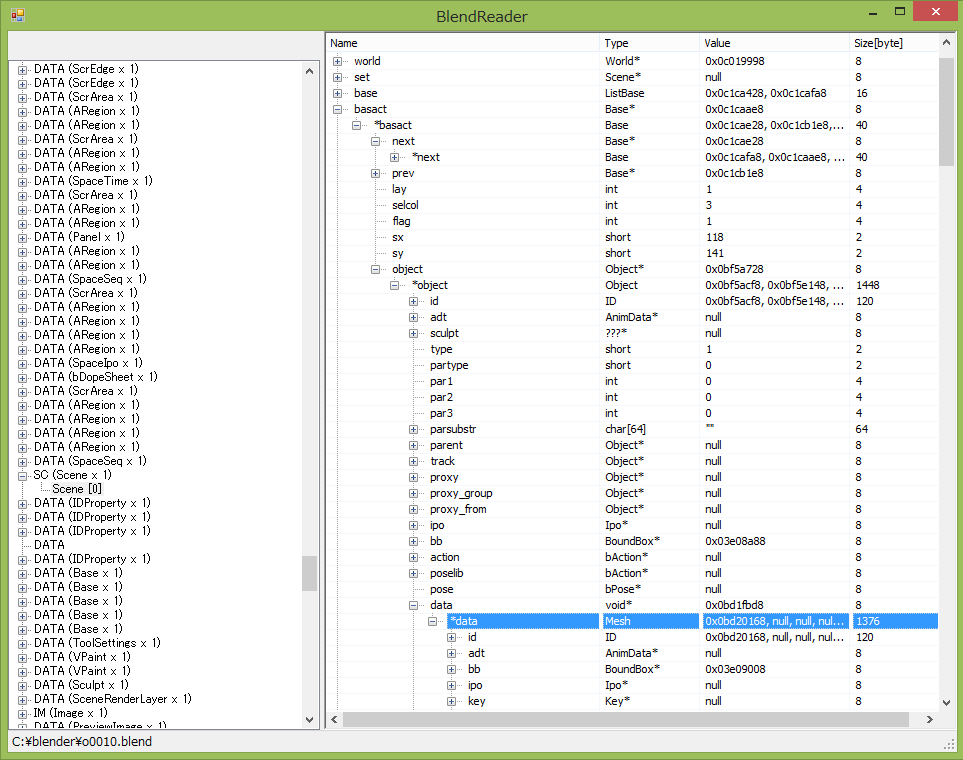 BlendReader
DATA (ScrEdge x 1)
DATA (ScrEdge x 1)
DATA (ScrArea x 1)
DATA (ARegion x 1)
DATA (ARegion x 1)
DATA (ScrArea x 1)
DATA (ARegion x 1)
DATA (ARegion x 1)
DATA (SpaceTime x 1)
DATA (ScrArea x 1)
DATA (ARegion x 1)
DATA (ARegion x 1)
DATA (Panel x 1)
DATA (ARegion x 1)
DATA (ARegion x 1)
DATA (SpaceSeq x 1)
DATA (ScrArea x 1)
DATA (ARegion x 1)
DATA (ARegion x 1)
DATA (ARegion x 1)
DATA (ARegion x 1)
DATA (SpaceIpo x 1)
DATA (bDopeSheet x 1)
DATA (ScrArea x 1)
DATA (ARegion x 1)
DATA (ARegion x 1)
DATA (ARegion x 1)
DATA (ARegion x 1)
DATA (SpaceSeq x 1)
SC (Scene x 1)
Scene [0]
DATA (IDProperty x 1)
DATA (IDProperty x 1)
DATA (IDProperty x 1)
DATA
DATA (IDProperty x 1)
DATA (Base x 1)
DATA (Base x 1)
DATA (Base x 1)
DATA (Base x 1)
DATA (Base x 1)
DATA (ToolSettings x 1)
DATA (VPaint x 1)
DATA (VPaint x 1)
DATA (Sculpt x 1)
DATA (SceneRenderLayer x 1)
IM (Image x 1)
DATA (PreviewImage x 1)
Name Type Value Size[byte]
world World* 0x0c019998 8
set Scene* null 8
base ListBase 0x0c1ca428, 0x0c1cafa8 16
basact Base* 0x0c1caae8 8
*basact Base 0x0c1cae28, 0x0c1cb1e8,... 40
next Base* 0x0c1cae28 8
*next Base 0x0c1cafa8, 0x0c1caae8, ... 40
prev Base* 0x0c1cb1e8 8
lay int 1 4
selcol int 3 4
flag int 1 4
sx short 118 2
sy short 141 2
object Object* 0x0bf5a728 8
*object Object 0x0bf5acf8, 0x0bf5e148, ... 1448
id ID 0x0bf5acf8, 0x0bf5e148, ... 120
adt AnimData* null 8
sculpt ???* null 8
type short 1 2
partype short 0 2
par1 int 0 4
par2 int 0 4
par3 int 0 4
parsubstr char[64] "" 64
parent Object* null 8
track Object* null 8
proxy Object* null 8
proxy_group Object* null 8
proxy_from Object* null 8
ipo Ipo* null 8
bb BoundBox* 0x03e08a88 8
action bAction* null 8
poselib bAction* null 8
pose bPose* null 8
data void* 0x0bd1fbd8 8
*data Mesh 0x0bd20168, null, null, nul... 1376
id ID 0x0bd20168, null, null, nul... 120
adt AnimData* null 8
bb BoundBox* 0x03e09008 8
ipo Ipo* null 8
key Key* null 8
C:¥blender¥o0010.blend